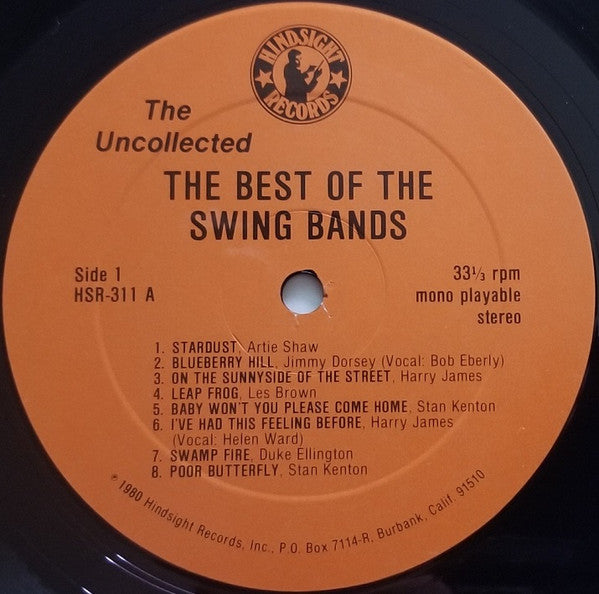 HINDSIGHT
RECORDS
The
Uncollected
THE BEST OF THE
SWING BANDS
Side 1
HSR-311 A
33⅓ rpm
mono playable
stereo
1. STARDUST, Artie Shaw
2. BLUEBERRY HILL, Jimmy Dorsey (Vocal: Bob Eberly)
3. ON THE SUNNYSIDE OF THE STREET, Harry James
4. LEAP FROG, Les Brown
5. BABY WON'T YOU PLEASE COME HOME, Stan Kenton
6. I'VE HAD THIS FEELING BEFORE, Harry James
(Vocal: Helen Ward)
7. SWAMP FIRE, Duke Ellington
8. POOR BUTTERFLY, Stan Kenton
℗ 1980 Hindsight Records, Inc., P.O. Box 7114-R, Burbank, Calif. 91510